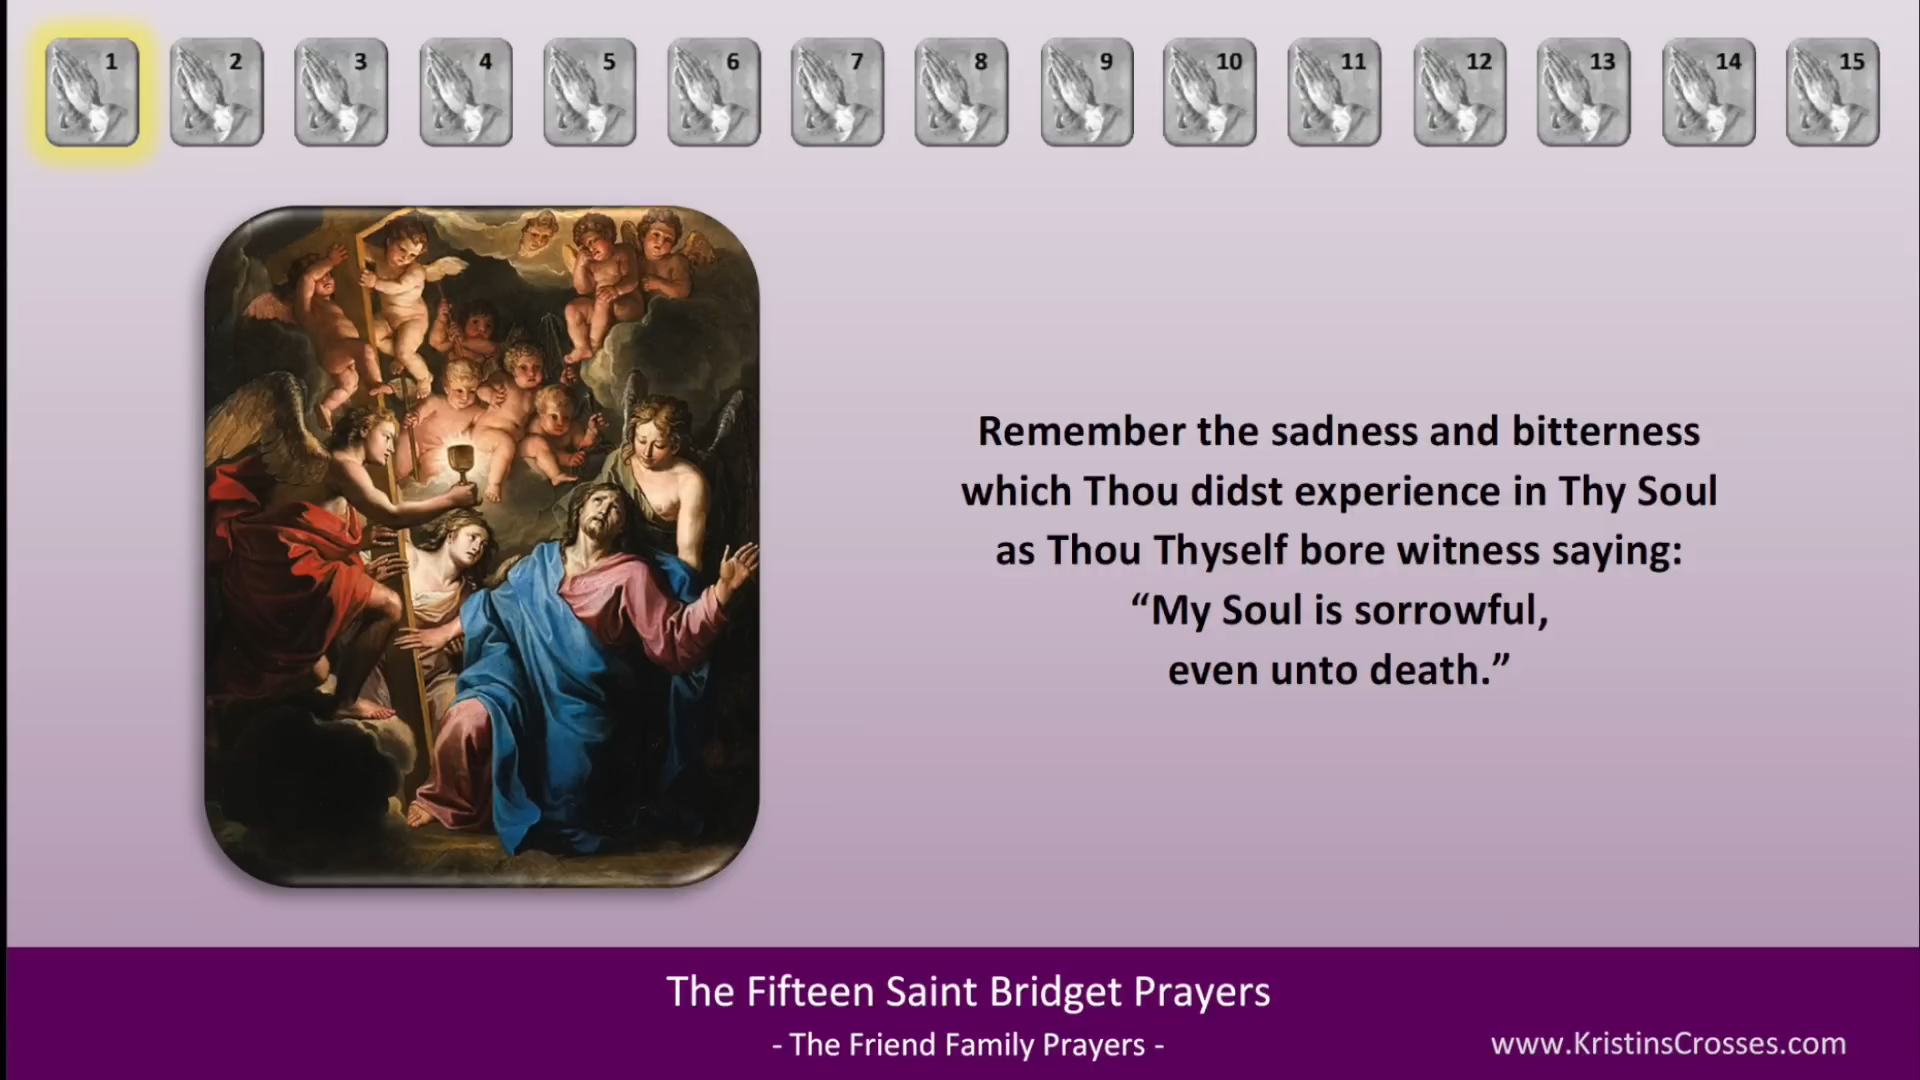 1 2 3 4 5 6 7 8 9 10 11 12 13 14 15
Remember the sadness and bitterness
which Thou didst experience in Thy Soul
as Thou Thyself bore witness saying:
“My Soul is sorrowful,
even unto death.”
The Fifteen Saint Bridget Prayers
- The Friend Family Prayers -
www.KristinsCrosses.com